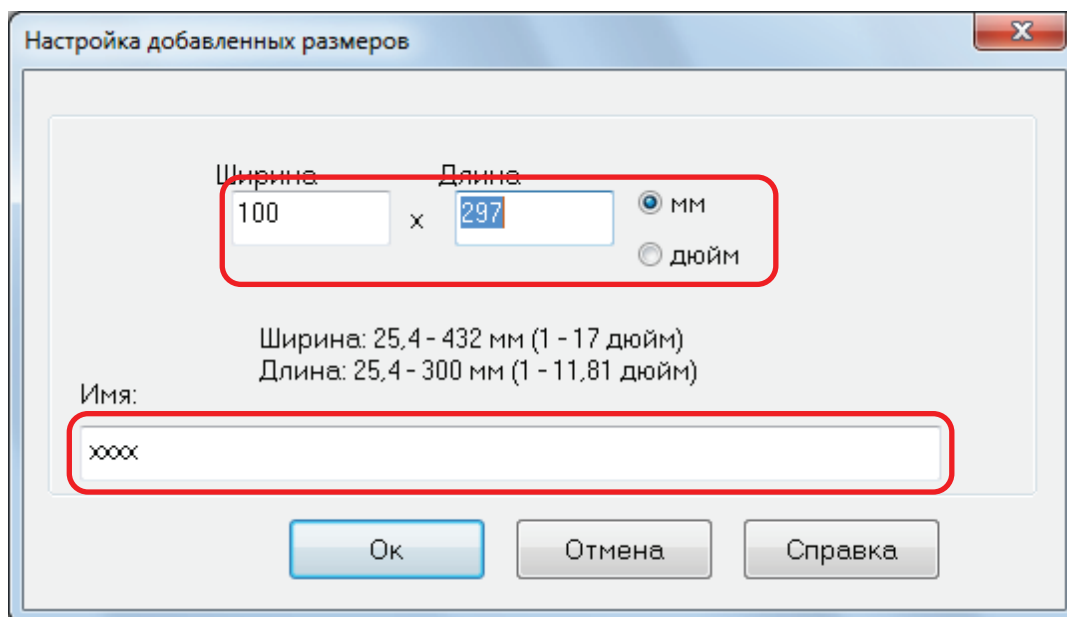 Настройка добавленных размеров
Ширина Длина
100 x 297 мм
дюйм
Ширина: 25,4 - 432 мм (1 - 17 дюйм)
Длина: 25,4 - 300 мм (1 - 11,81 дюйм)
Имя:
xxxx
Ок Отмена Справка